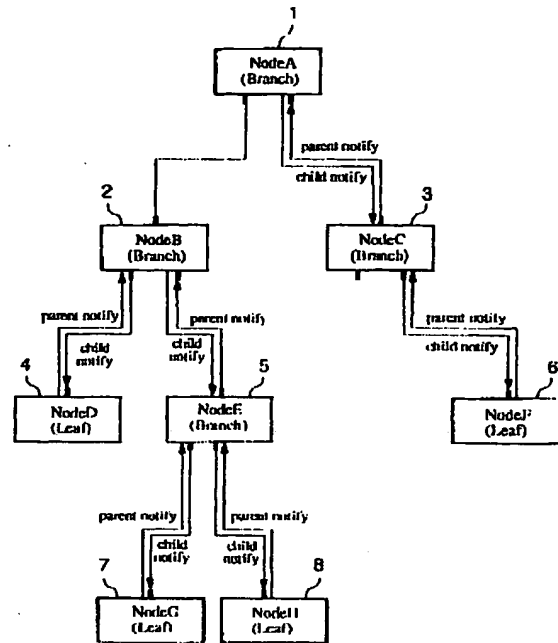 1
NodeA
(Branch)
parent notify
child notify
2
3
NodeB
(Branch)
NodeC
(Branch)
parent notify
child
notify
parent notify
child
notify
parent notify
child notify
4
5
6
NodeD
(Leaf)
NodeE
(Branch)
NodeF
(Leaf)
parent notify
child
notify
parent notify
child
notify
7
8
NodeG
(Leaf)
NodeH
(Leaf)